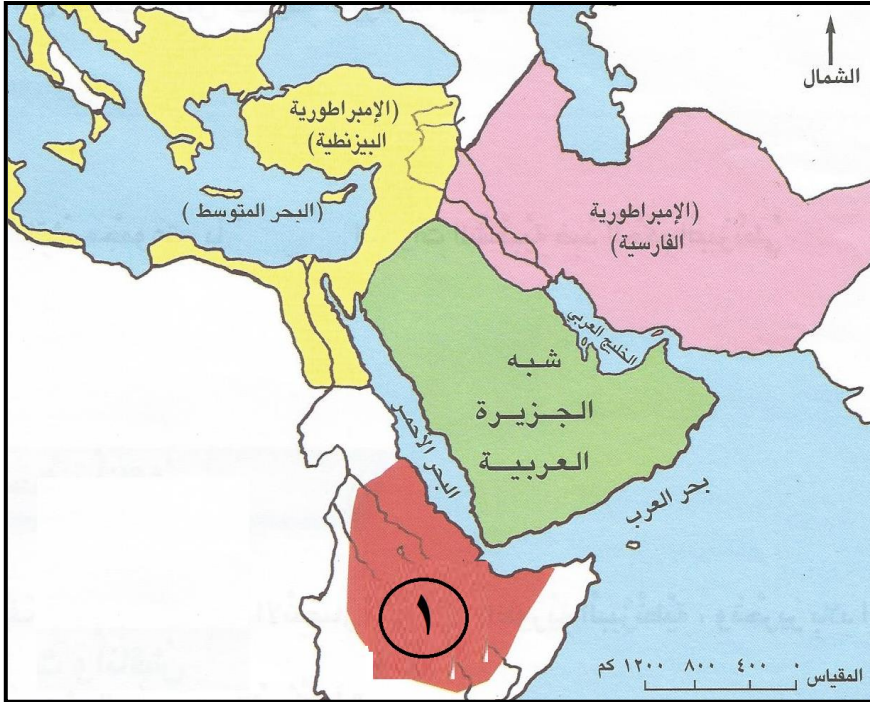 الشمال
(الإمبراطورية
البيزنطية)
(البحر المتوسط)
(الإمبراطورية
الفارسية)
الخليج العربي
شبه
الجزيرة
العربية
البحر الأحمر
بحر العرب
١
المقياس ٠ ٤٠٠ ٨٠٠ ١٢٠٠ كم